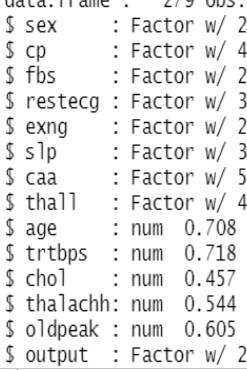 data.frame :   279 obs.
$ sex     : Factor w/ 2
$ cp      : Factor w/ 4
$ fbs     : Factor w/ 2
$ restecg : Factor w/ 3
$ exng    : Factor w/ 2
$ slp     : Factor w/ 3
$ caa     : Factor w/ 5
$ thall   : Factor w/ 4
$ age     : num  0.708
$ trtbps  : num  0.718
$ chol    : num  0.457
$ thalachh: num  0.544
$ oldpeak : num  0.605
$ output  : Factor w/ 2